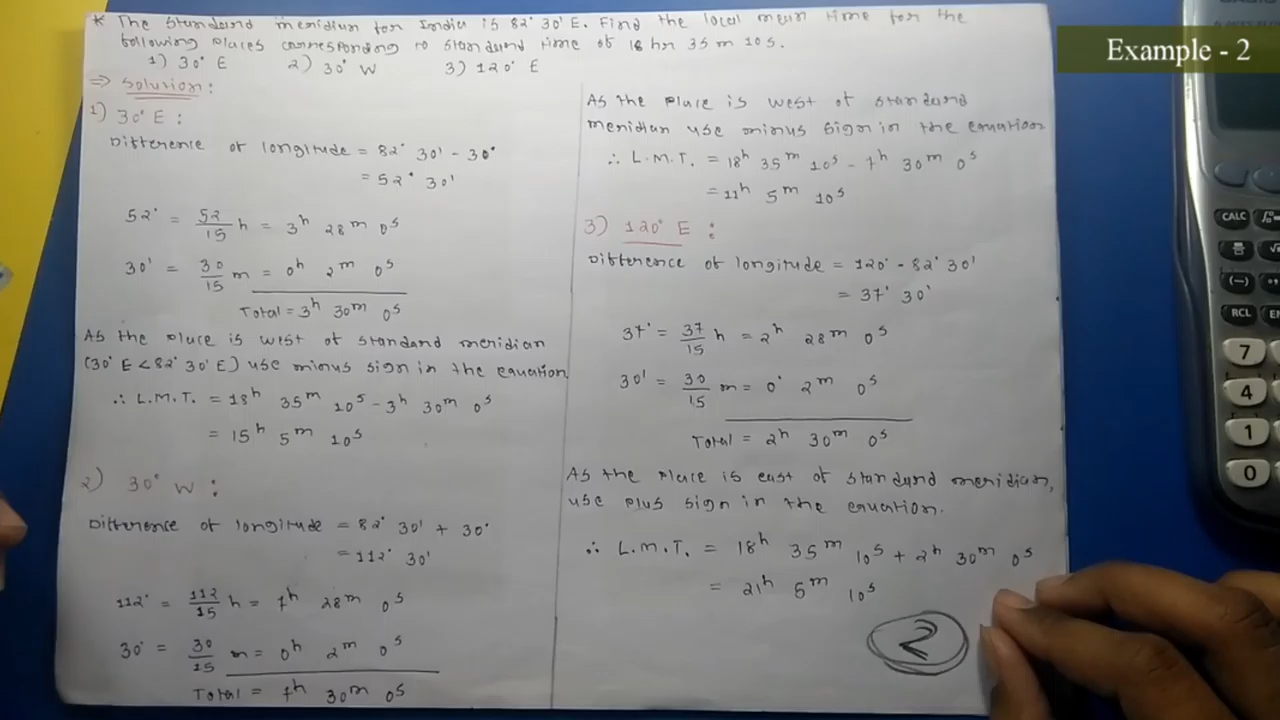 * The standard meridian for India is 82° 30' E. Find the local mean time for the
following places corresponding to standard time of 18 hr 35 m 10 s.
1) 30° E 2) 30° W 3) 120° E
Example - 2
⇒ Solution:
1) 30° E :
Difference of longitude = 82° 30' - 30°
= 52° 30'
52° = 52/15 h = 3h 28m 0s
30' = 30/15 m = 0h 2m 0s
Total = 3h 30m 0s
As the place is west of standard meridian
(30° E < 82° 30' E) use minus sign in the equation
∴ L.M.T. = 18h 35m 10s - 3h 30m 0s
= 15h 5m 10s
2) 30° W :
Difference of longitude = 82° 30' + 30°
= 112° 30'
112° = 112/15 h = 7h 28m 0s
30' = 30/15 m = 0h 2m 0s
Total = 7h 30m 0s
As the place is west of standard
meridian use minus sign in the equation
∴ L.M.T. = 18h 35m 10s - 7h 30m 0s
= 11h 5m 10s
3) 120° E :
Difference of longitude = 120° - 82° 30'
= 37° 30'
37° = 37/15 h = 2h 28m 0s
30' = 30/15 m = 0° 2m 0s
Total = 2h 30m 0s
As the place is east of standard meridian,
use plus sign in the equation.
∴ L.M.T. = 18h 35m 10s + 2h 30m 0s
= 21h 5m 10s
2
CALC
(-)
RCL
7
4
1
0